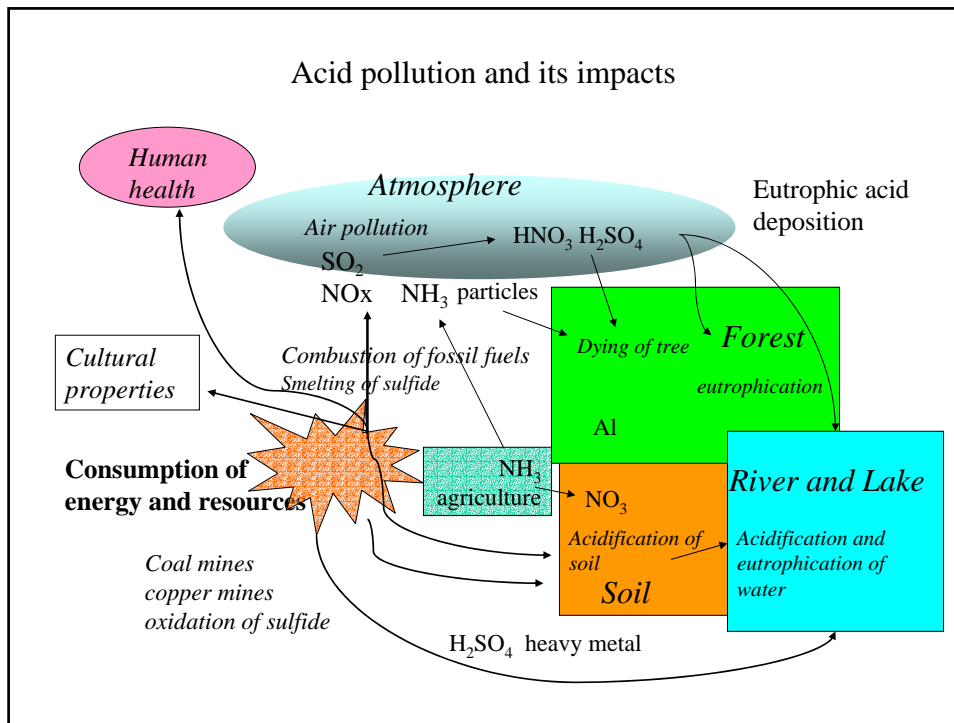 Acid pollution and its impacts
Human
health
Atmosphere
Eutrophic acid
deposition
Air pollution
HNO₃ H₂SO₄
SO₂
NOx
NH₃ particles
Dying of tree
Forest
Cultural
properties
Combustion of fossil fuels
Smelting of sulfide
eutrophication
Al
Consumption of
energy and resources
NH₃
agriculture
NO₃
River and Lake
Acidification of
soil
Soil
Acidification and
eutrophication of
water
Coal mines
copper mines
oxidation of sulfide
H₂SO₄ heavy metal